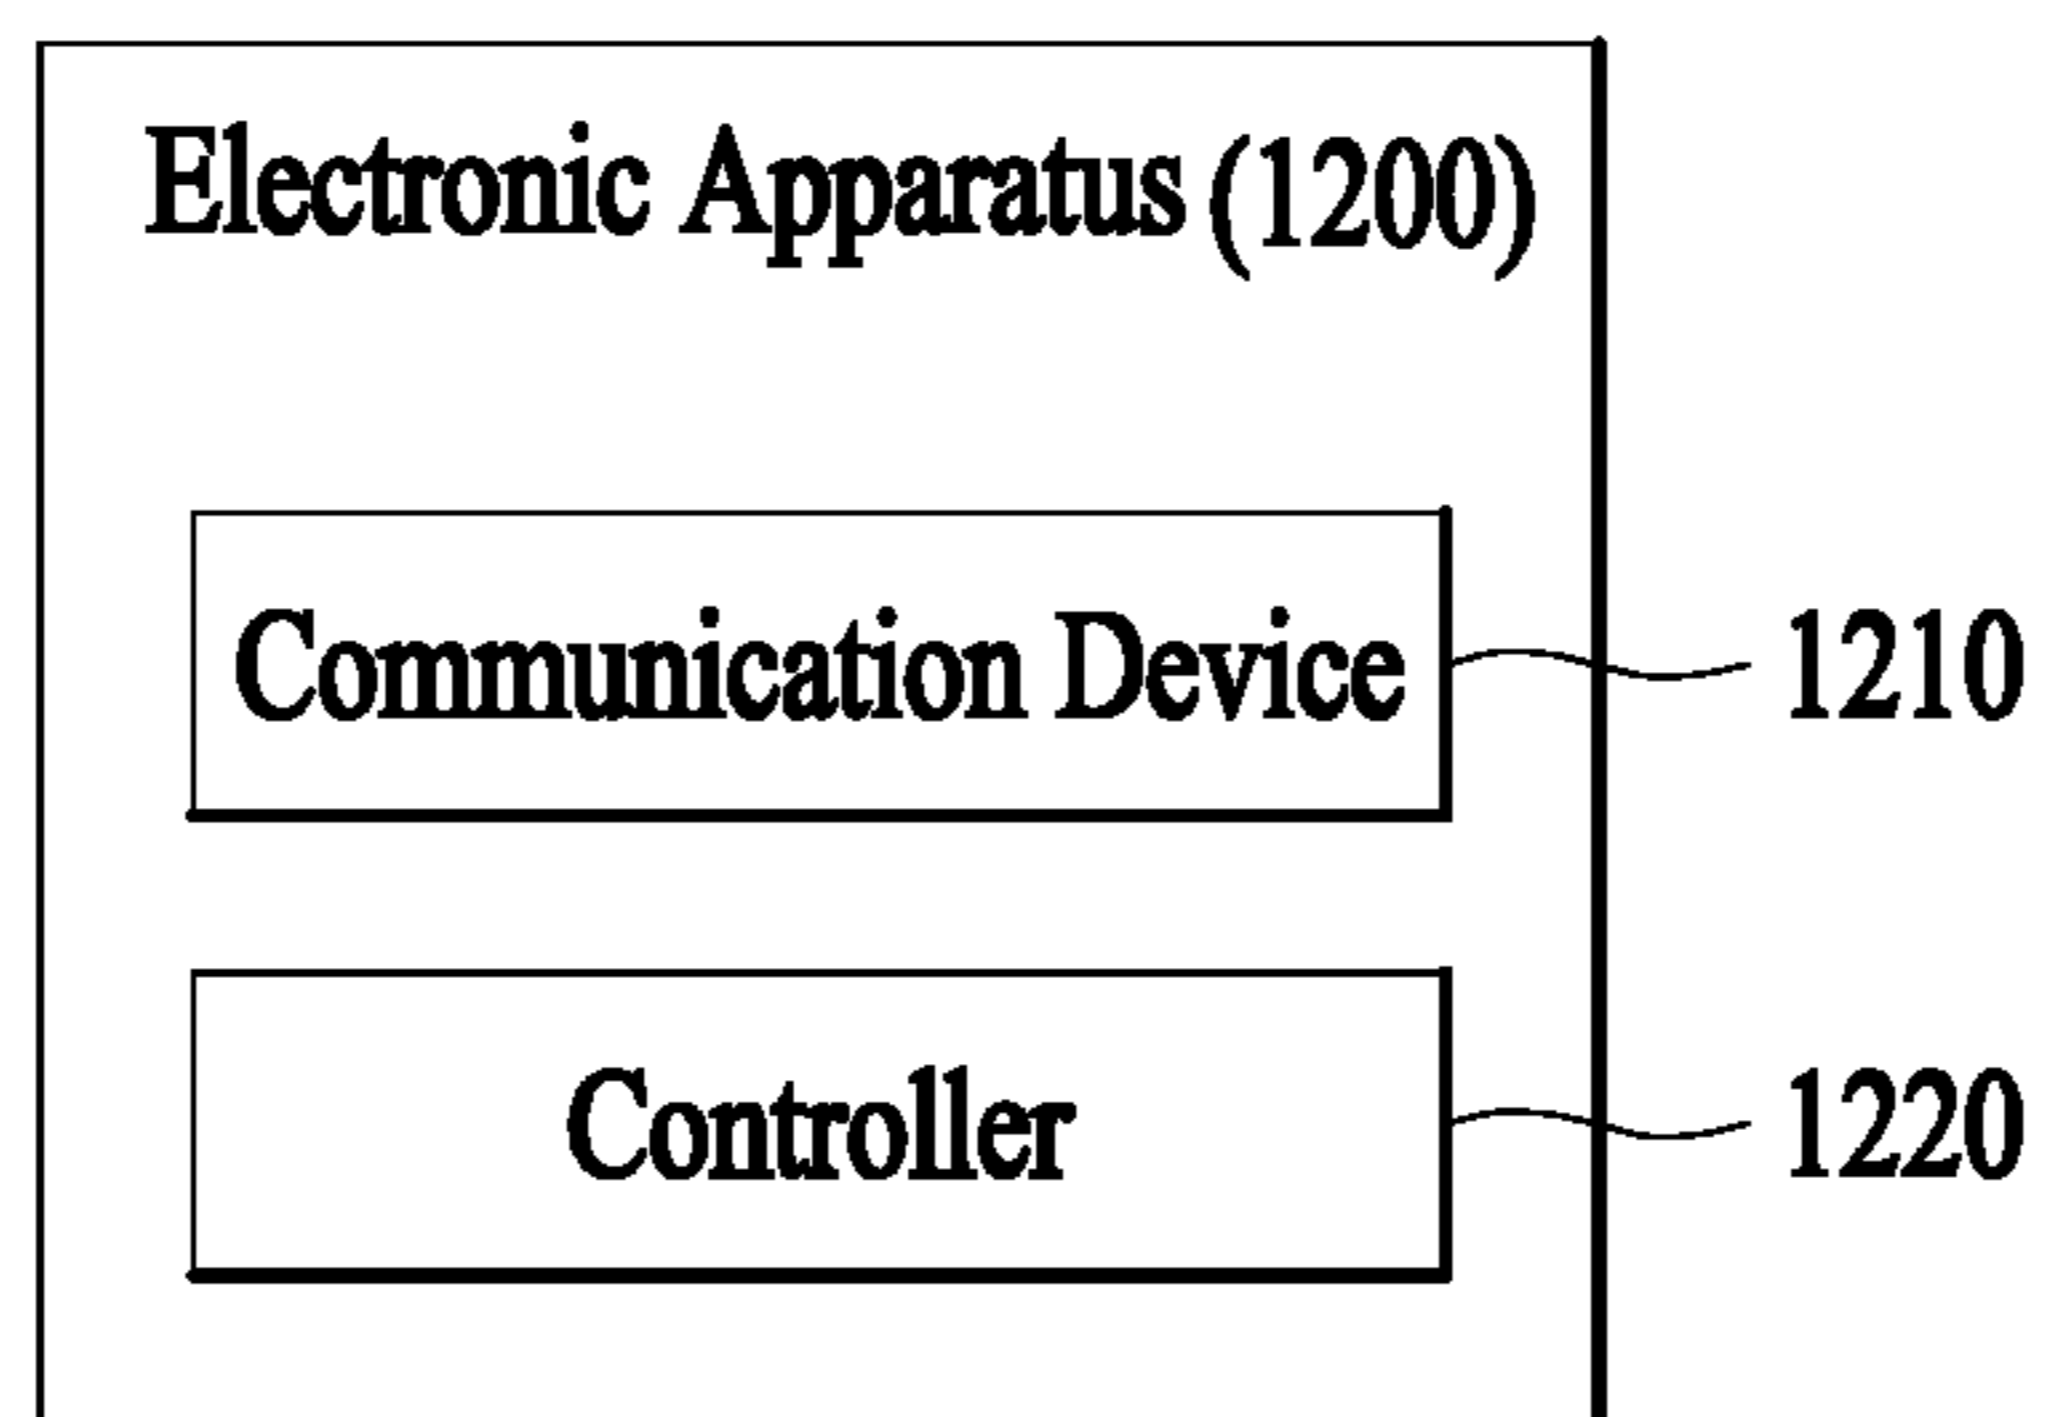 Electronic Apparatus (1200)
Communication Device 1210
Controller 1220